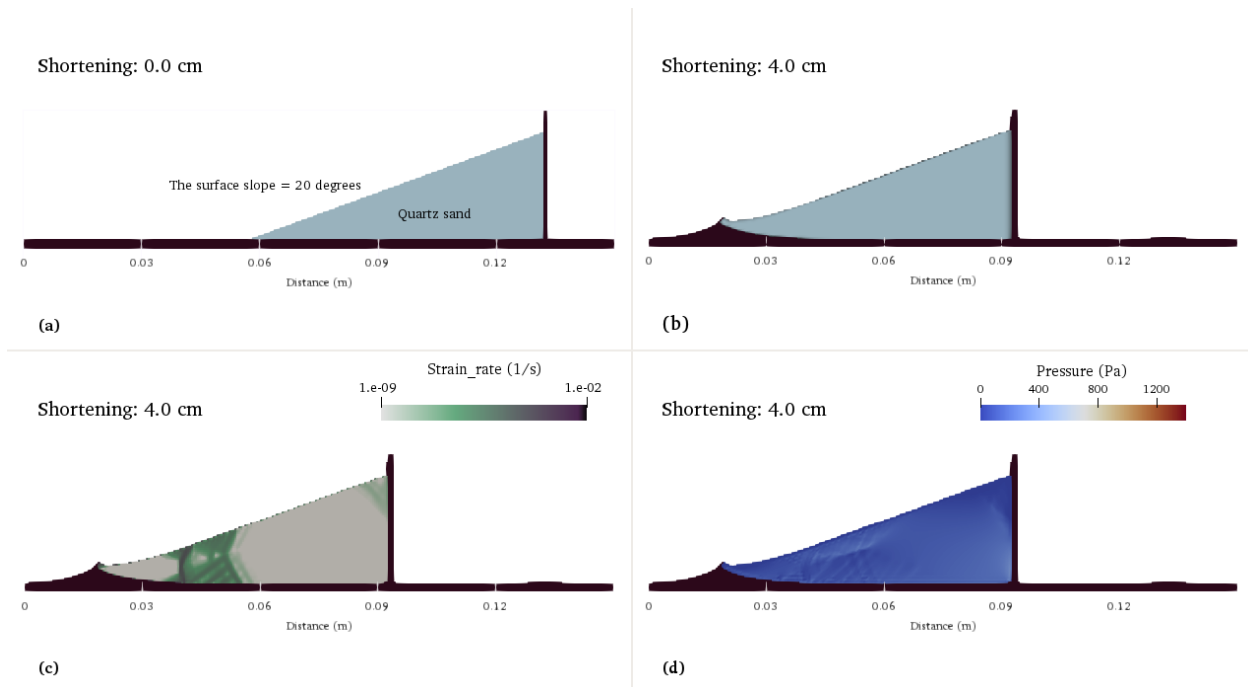 Shortening: 0.0 cm
The surface slope = 20 degrees
Quartz sand
0 0.03 0.06 0.09 0.12
Distance (m)
(a)
Shortening: 4.0 cm
0 0.03 0.06 0.09 0.12
Distance (m)
(b)
Strain_rate (1/s)
1.e-09 1.e-02
Shortening: 4.0 cm
0 0.03 0.06 0.09 0.12
Distance (m)
(c)
Pressure (Pa)
0 400 800 1200
Shortening: 4.0 cm
0 0.03 0.06 0.09 0.12
Distance (m)
(d)